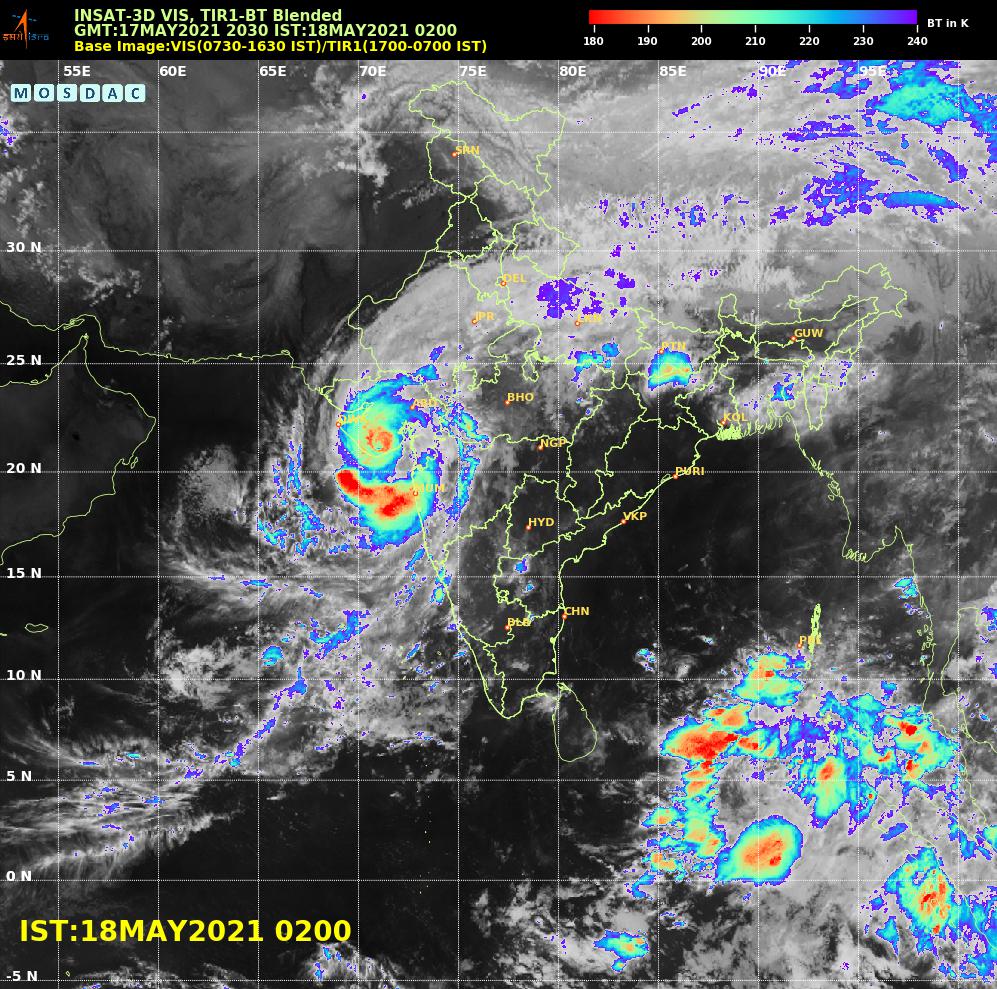 INSAT-3D VIS, TIR1-BT Blended
GMT:17MAY2021 2030 IST:18MAY2021 0200
Base Image:VIS(0730-1630 IST)/TIR1(1700-0700 IST)
BT in K
180 190 200 210 220 230 240
55E 60E 65E 70E 75E 80E 85E 90E 95E
MOSDAC
SRN
30 N
DEL
JPR
GUW
PTN
25 N
ABD
BHO
KOL
NGP
20 N
PURI
MUM
HYD
VKP
15 N
CHN
BLB
10 N
5 N
0 N
IST:18MAY2021 0200
-5 N